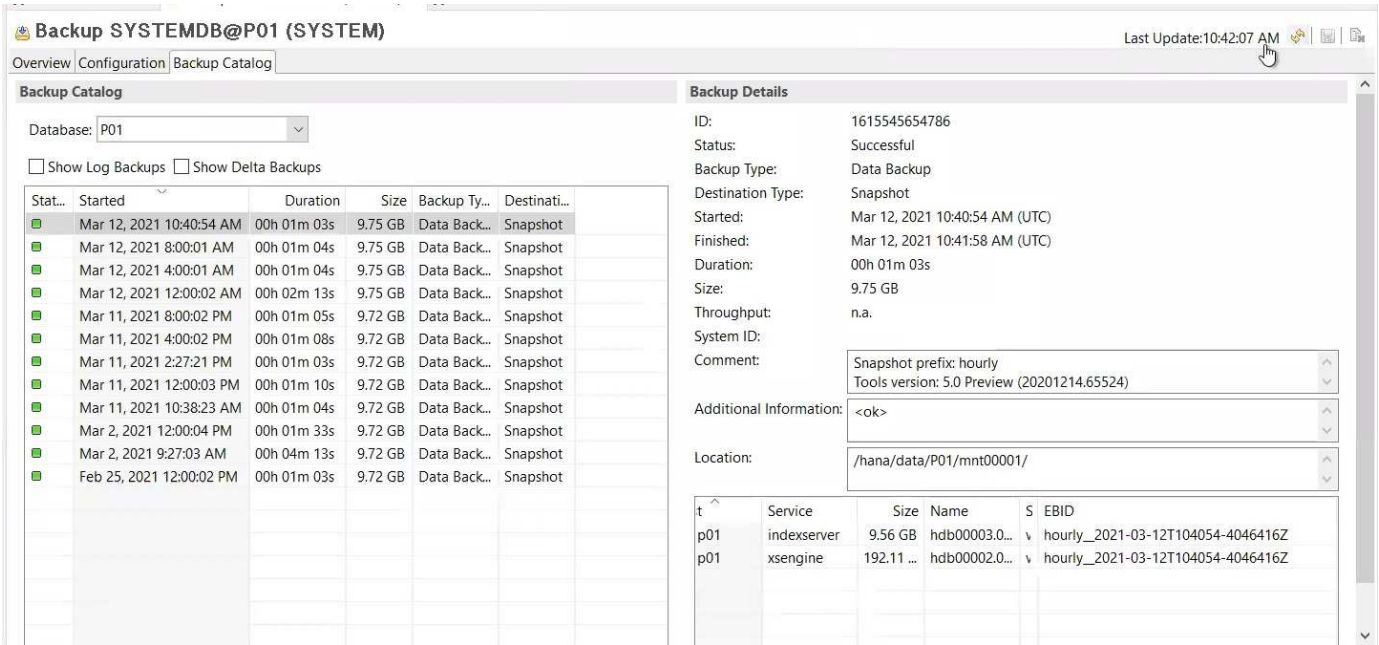 Backup SYSTEMDB@P01 (SYSTEM)
Last Update:10:42:07 AM
Overview Configuration Backup Catalog
Backup Catalog
Database: P01
Show Log Backups Show Delta Backups
Stat... Started Duration Size Backup Ty... Destinati...
Mar 12, 2021 10:40:54 AM 00h 01m 03s 9.75 GB Data Back... Snapshot
Mar 12, 2021 8:00:01 AM 00h 01m 04s 9.75 GB Data Back... Snapshot
Mar 12, 2021 4:00:01 AM 00h 01m 04s 9.75 GB Data Back... Snapshot
Mar 12, 2021 12:00:02 AM 00h 02m 13s 9.75 GB Data Back... Snapshot
Mar 11, 2021 8:00:02 PM 00h 01m 05s 9.72 GB Data Back... Snapshot
Mar 11, 2021 4:00:02 PM 00h 01m 08s 9.72 GB Data Back... Snapshot
Mar 11, 2021 2:27:21 PM 00h 01m 03s 9.72 GB Data Back... Snapshot
Mar 11, 2021 12:00:03 PM 00h 01m 10s 9.72 GB Data Back... Snapshot
Mar 11, 2021 10:38:23 AM 00h 01m 04s 9.72 GB Data Back... Snapshot
Mar 2, 2021 12:00:04 PM 00h 01m 33s 9.72 GB Data Back... Snapshot
Mar 2, 2021 9:27:03 AM 00h 04m 13s 9.72 GB Data Back... Snapshot
Feb 25, 2021 12:00:02 PM 00h 01m 03s 9.72 GB Data Back... Snapshot
Backup Details
ID: 1615545654786
Status: Successful
Backup Type: Data Backup
Destination Type: Snapshot
Started: Mar 12, 2021 10:40:54 AM (UTC)
Finished: Mar 12, 2021 10:41:58 AM (UTC)
Duration: 00h 01m 03s
Size: 9.75 GB
Throughput: n.a.
System ID:
Comment: Snapshot prefix: hourly
Tools version: 5.0 Preview (20201214.65524)
Additional Information: <ok>
Location: /hana/data/P01/mnt00001/
:t Service Size Name S EBID
p01 indexserver 9.56 GB hdb00003.0... hourly__2021-03-12T104054-4046416Z
p01 xsengine 192.11 ... hdb00002.0... hourly__2021-03-12T104054-4046416Z